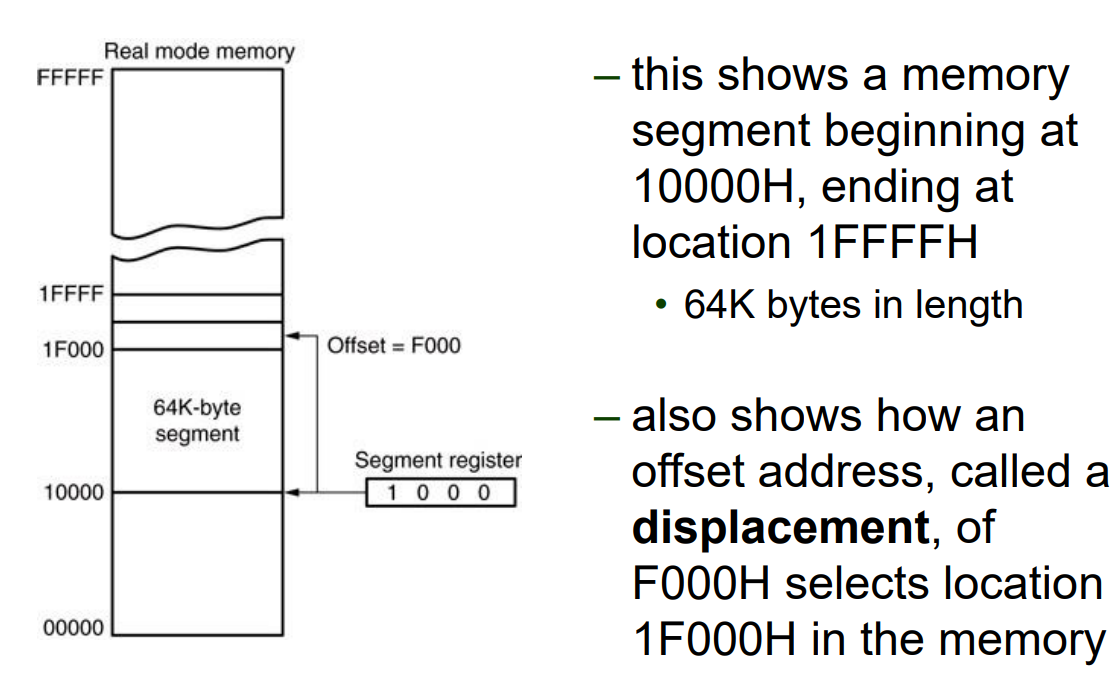 Real mode memory
FFFFF
1FFFF
1F000
Offset = F000
64K-byte
segment
Segment register
10000
1 0 0 0
00000
– this shows a memory
segment beginning at
10000H, ending at
location 1FFFFH
• 64K bytes in length
– also shows how an
offset address, called a
displacement, of
F000H selects location
1F000H in the memory